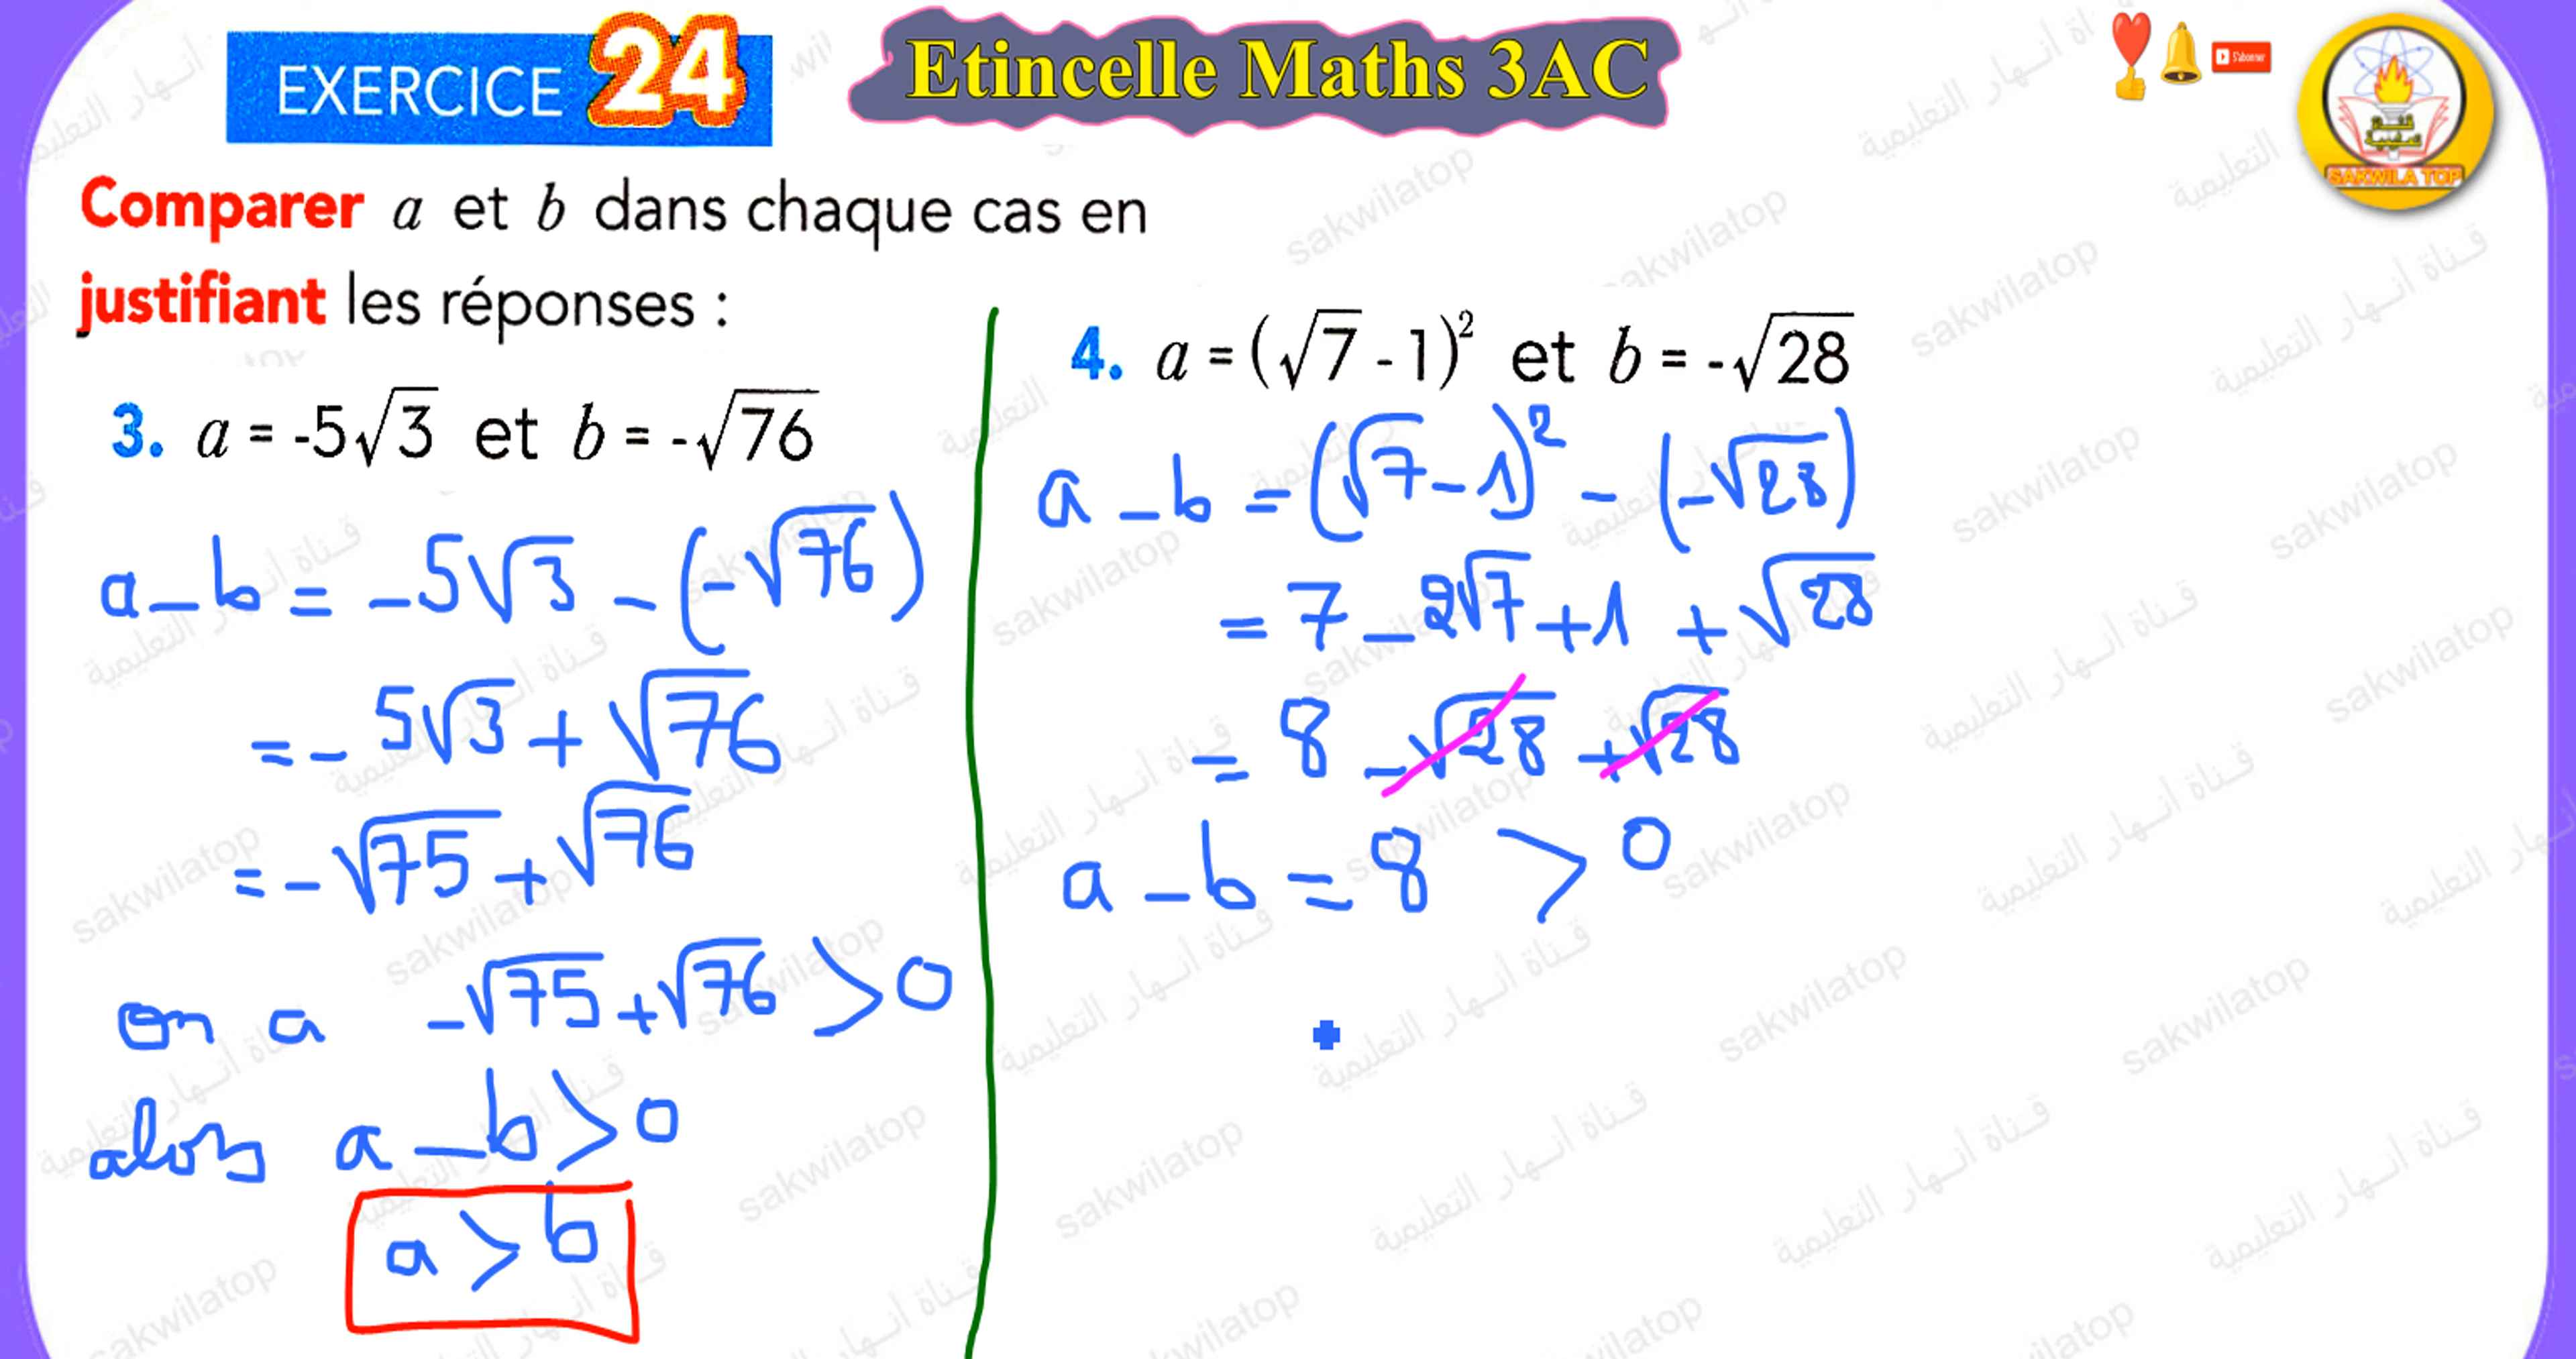 EXERCICE 24
Etincelle Maths 3AC
S'abonner
SAKWILA TOP
Comparer a et b dans chaque cas en
justifiant les réponses :
3. a = -5√3 et b = -√76
a - b = -5√3 - (-√76)
= - 5√3 + √76
= - √75 + √76
on a -√75 + √76 > 0
alors a - b > 0
a > b
4. a = (√7 - 1)² et b = -√28
a - b = (√7 - 1)² - (-√28)
= 7 - 2√7 + 1 + √28
= 8 - √28 + √28
a - b = 8 > 0
sakwilatop
قناة أنهار التعليمية